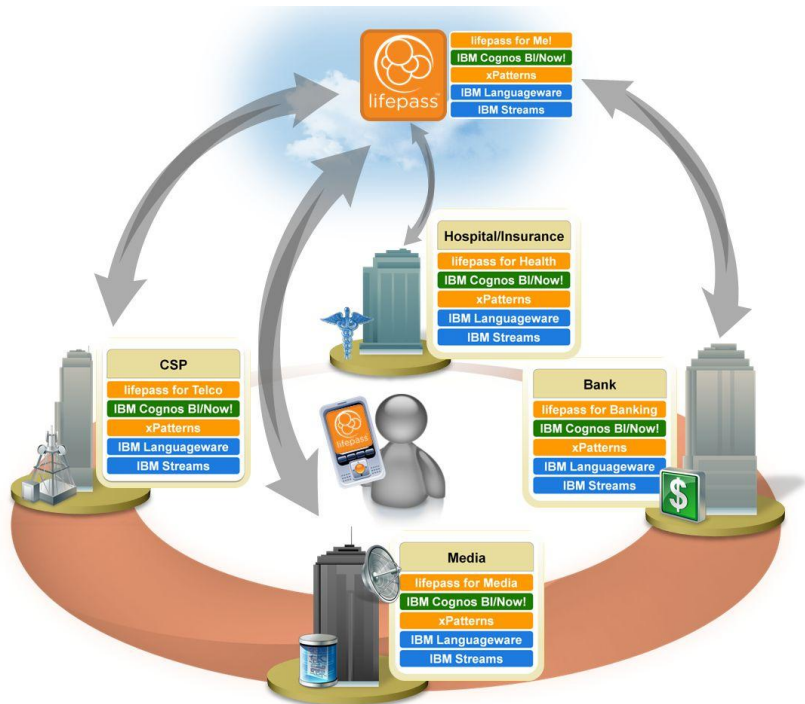 lifepass™
lifepass for Me!
IBM Cognos BI/Now!
xPatterns
IBM Languageware
IBM Streams
Hospital/Insurance
lifepass for Health
IBM Cognos BI/Now!
xPatterns
IBM Languageware
IBM Streams
CSP
lifepass for Telco
IBM Cognos BI/Now!
xPatterns
IBM Languageware
IBM Streams
Bank
lifepass for Banking
IBM Cognos BI/Now!
xPatterns
IBM Languageware
IBM Streams
$
lifepass
Media
lifepass for Media
IBM Cognos BI/Now!
xPatterns
IBM Languageware
IBM Streams